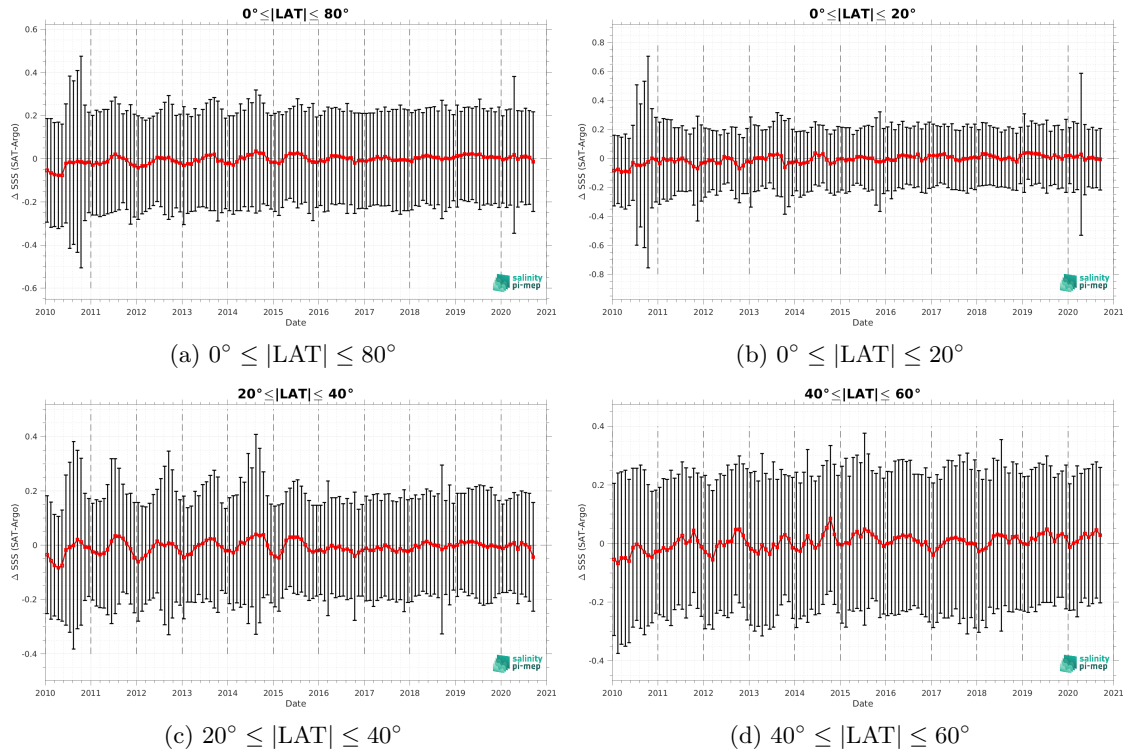 0°≤|LAT|≤ 80°
Δ SSS (SAT-Argo)
0.6
0.4
0.2
0
-0.2
-0.4
-0.6
salinity
pi-mep
2010 2011 2012 2013 2014 2015 2016 2017 2018 2019 2020 2021
Date
(a) 0° ≤ |LAT| ≤ 80°
0°≤|LAT|≤ 20°
Δ SSS (SAT-Argo)
0.8
0.6
0.4
0.2
0
-0.2
-0.4
-0.6
-0.8
salinity
pi-mep
2010 2011 2012 2013 2014 2015 2016 2017 2018 2019 2020 2021
Date
(b) 0° ≤ |LAT| ≤ 20°
20°≤|LAT|≤ 40°
Δ SSS (SAT-Argo)
0.4
0.2
0
-0.2
-0.4
salinity
pi-mep
2010 2011 2012 2013 2014 2015 2016 2017 2018 2019 2020 2021
Date
(c) 20° ≤ |LAT| ≤ 40°
40°≤|LAT|≤ 60°
Δ SSS (SAT-Argo)
0.4
0.2
0
-0.2
-0.4
salinity
pi-mep
2010 2011 2012 2013 2014 2015 2016 2017 2018 2019 2020 2021
Date
(d) 40° ≤ |LAT| ≤ 60°